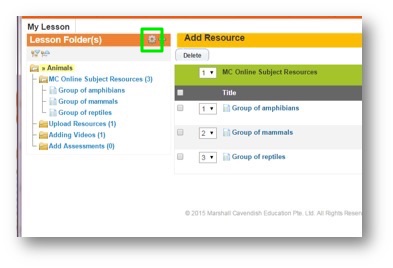 My Lesson
Lesson Folder(s)
Add Resource
Delete
» Animals
MC Online Subject Resources (3)
Group of amphibians
Group of mammals
Group of reptiles
Upload Resources (1)
Adding Videos (1)
Add Assessments (0)
1 MC Online Subject Resources
Title
1 Group of amphibians
2 Group of mammals
3 Group of reptiles
© 2013 Marshall Cavendish Education Pte. Ltd. All Rights Reser